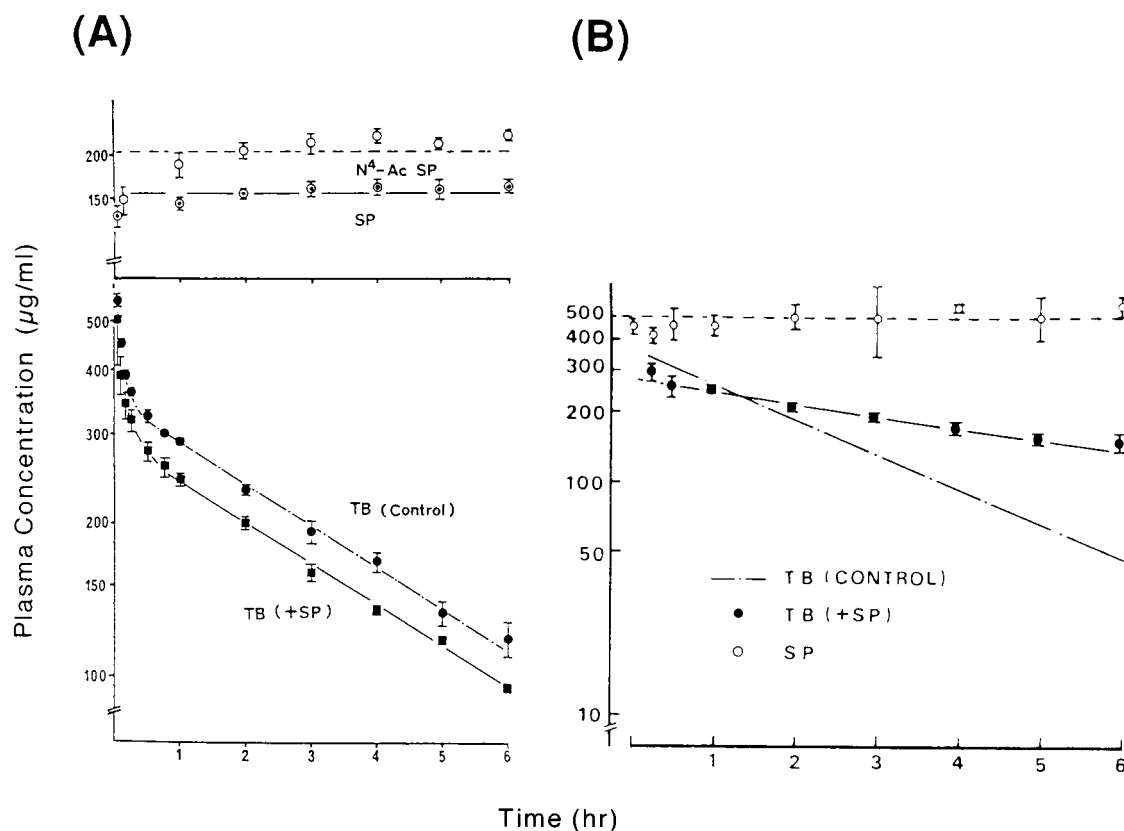 (A)
200
150
N⁴-Ac SP
SP
500
400
300
200
150
100
TB (Control)
TB (+SP)
1 2 3 4 5 6
(B)
500
400
300
200
100
50
10
TB (CONTROL)
TB (+SP)
SP
1 2 3 4 5 6
Plasma Concentration (µg/ml)
Time (hr)